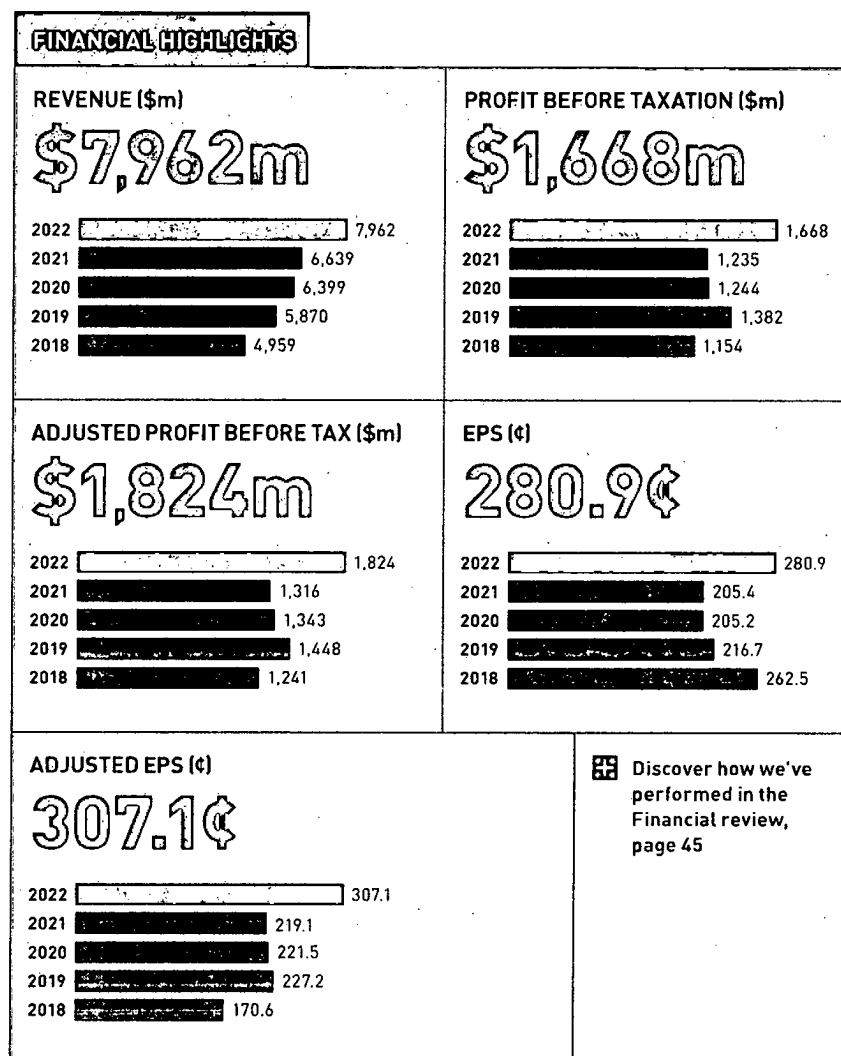 FINANCIAL HIGHLIGHTS
REVENUE ($m)
$7,962m
2022 7,962
2021 6,639
2020 6,399
2019 5,870
2018 4,959
PROFIT BEFORE TAXATION ($m)
$1,668m
2022 1,668
2021 1,235
2020 1,244
2019 1,382
2018 1,154
ADJUSTED PROFIT BEFORE TAX ($m)
$1,824m
2022 1,824
2021 1,316
2020 1,343
2019 1,448
2018 1,241
EPS (¢)
280.9¢
2022 280.9
2021 205.4
2020 205.2
2019 216.7
2018 262.5
ADJUSTED EPS (¢)
307.1¢
2022 307.1
2021 219.1
2020 221.5
2019 227.2
2018 170.6
Discover how we've
performed in the
Financial review,
page 45